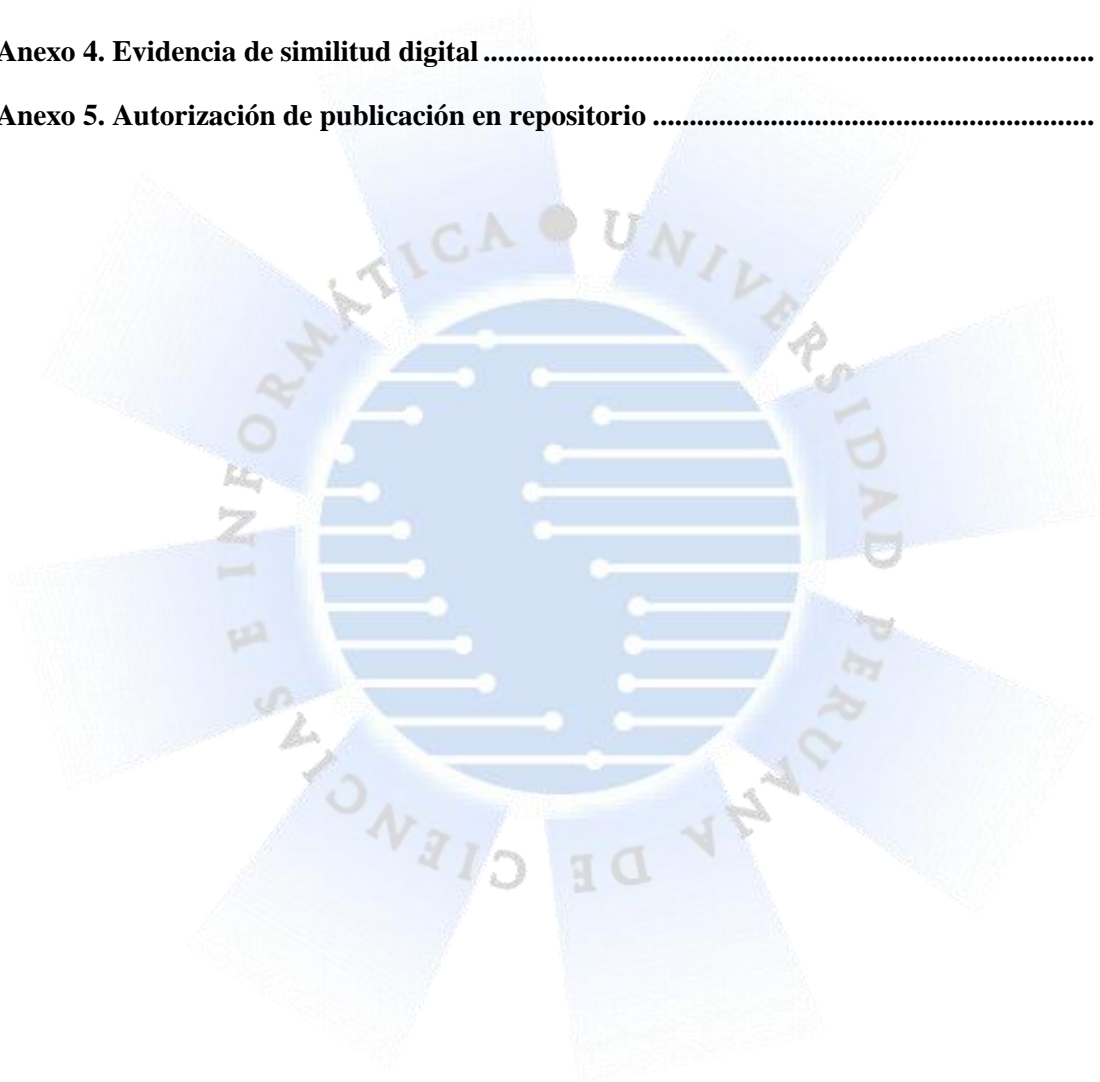 Anexo 4. Evidencia de similitud digital ....................................................................................
Anexo 5. Autorización de publicación en repositorio .............................................................
UNIVERSIDAD PERUANA DE CIENCIAS E INFORMÁTICA